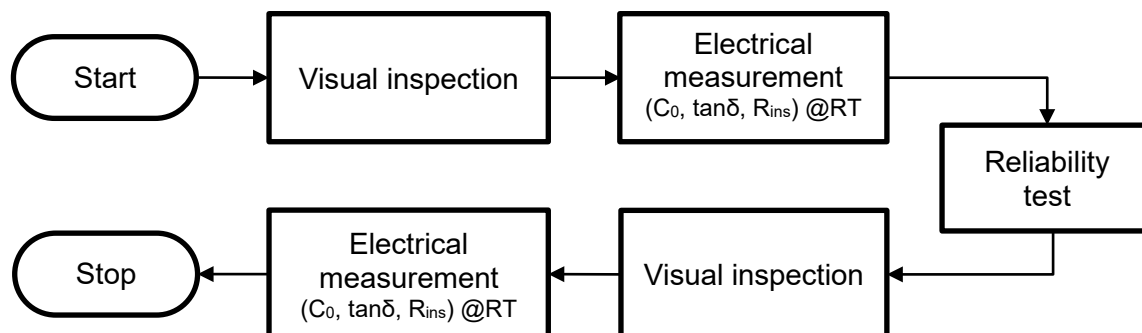 Start
Visual inspection
Electrical
measurement
(C₀, tanδ, Rᵢₙₛ) @RT
Reliability
test
Visual inspection
Electrical
measurement
(C₀, tanδ, Rᵢₙₛ) @RT
Stop